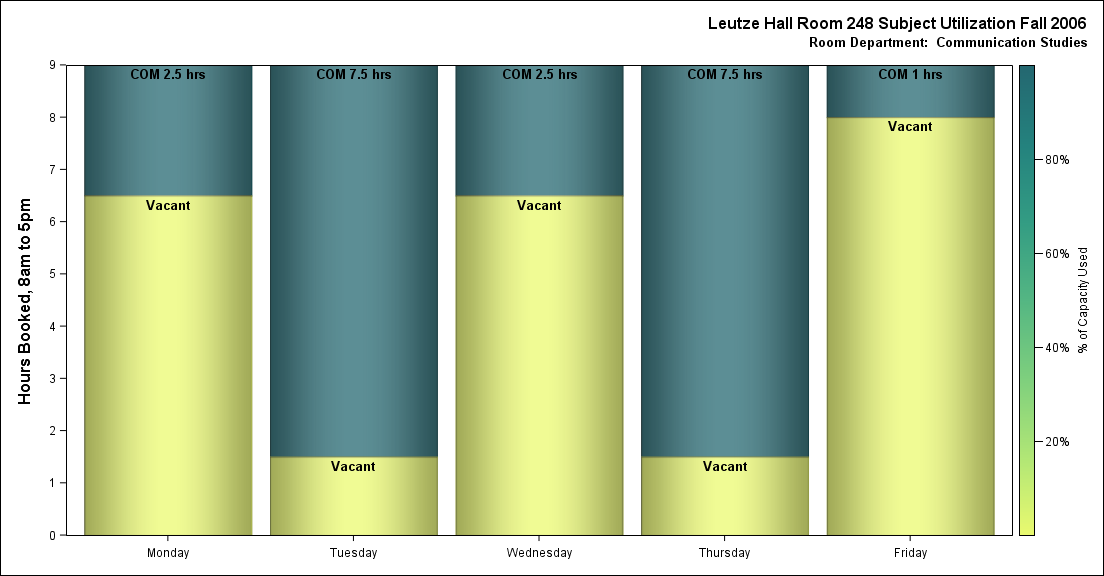 Leutze Hall Room 248 Subject Utilization Fall 2006
Room Department:  Communication Studies
Hours Booked, 8am to 5pm
9
8
7
6
5
4
3
2
1
0
COM 2.5 hrs
Vacant
COM 7.5 hrs
Vacant
COM 2.5 hrs
Vacant
COM 7.5 hrs
Vacant
COM 1 hrs
Vacant
Monday
Tuesday
Wednesday
Thursday
Friday
80%
60%
40%
20%
% of Capacity Used